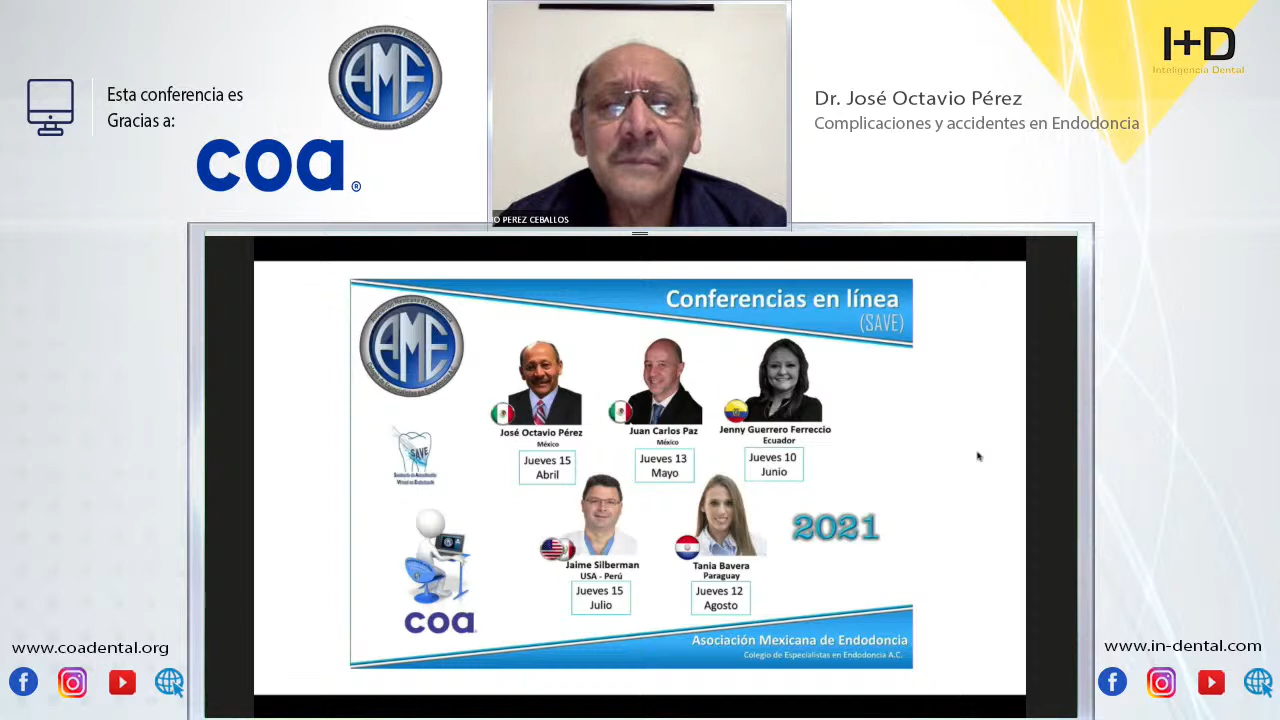 Esta conferencia es
Gracias a:
AME
coa®
O PEREZ CEBALLOS
Dr. José Octavio Pérez
Complicaciones y accidentes en Endodoncia
I+D
Inteligencia Dental
Conferencias en línea
(SAVE)
AME
SAVE
José Octavio Pérez
México
Jueves 15
Abril
Juan Carlos Paz
México
Jueves 13
Mayo
Jenny Guerrero Ferreccio
Ecuador
Jueves 10
Junio
Jaime Silberman
USA - Perú
Jueves 15
Julio
Tania Bavera
Paraguay
Jueves 12
Agosto
2021
coa
Asociación Mexicana de Endodoncia
Colegio de Especialistas en Endodoncia A.C.
.coadental.org
www.in-dental.com